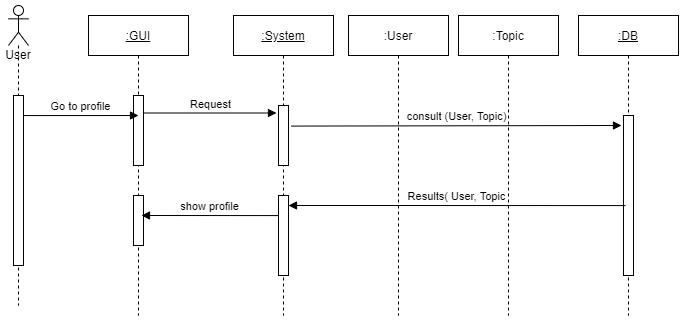 :GUI
:System
:User
:Topic
:DB
User
Go to profile
Request
consult (User, Topic)
Results( User, Topic
show profile